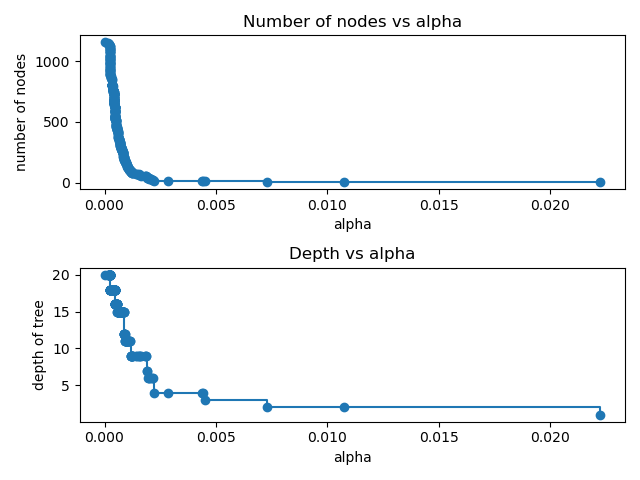 Number of nodes vs alpha
number of nodes
1000
500
0
0.000 0.005 0.010 0.015 0.020
alpha
Depth vs alpha
depth of tree
20
15
10
5
0.000 0.005 0.010 0.015 0.020
alpha